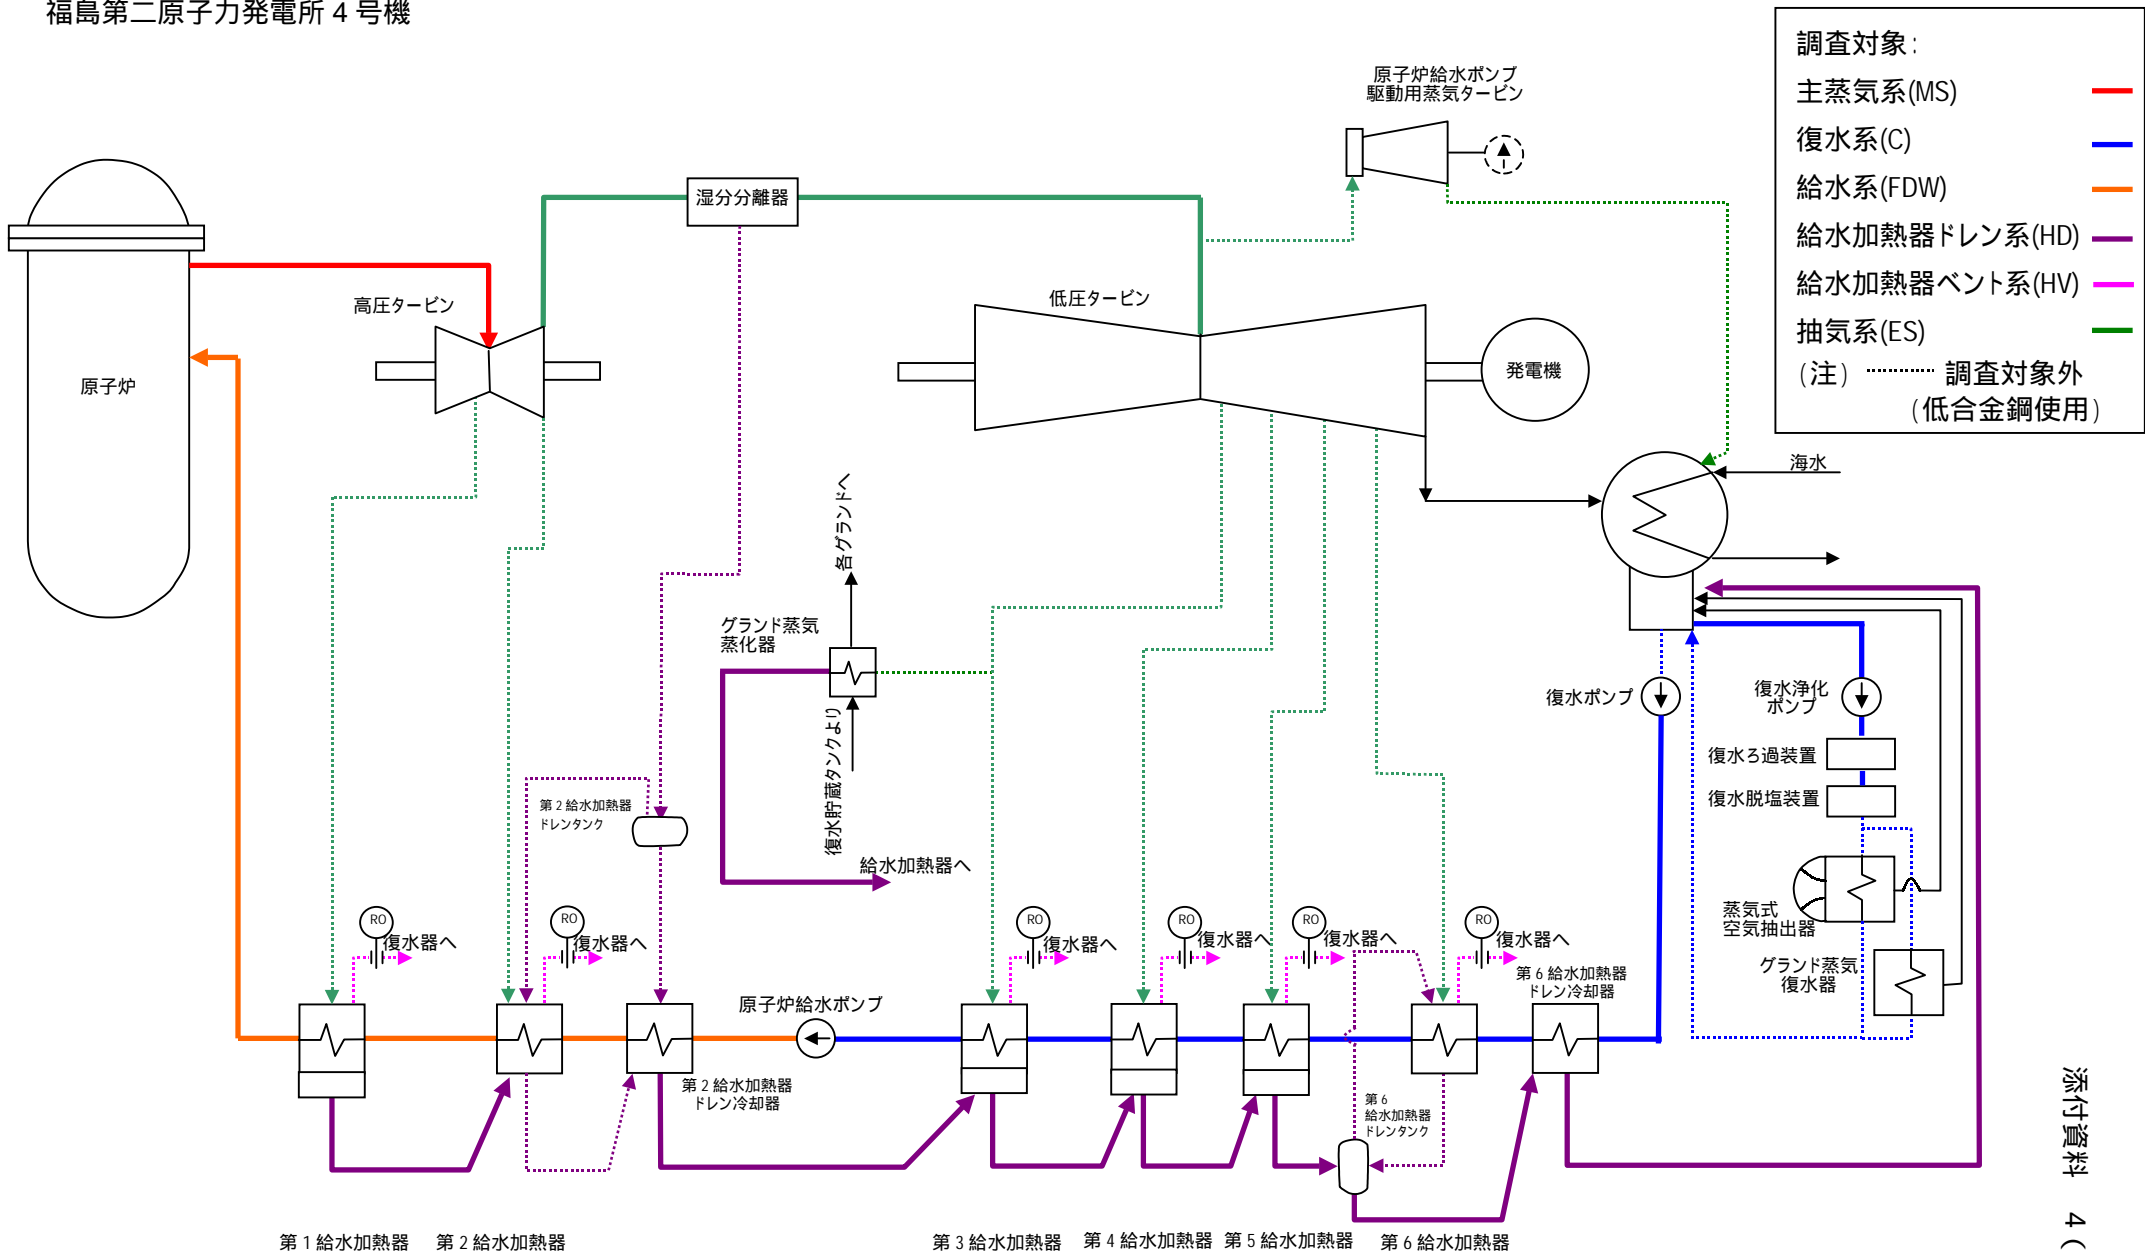 福島第二原子力発電所４号機
調査対象：
主蒸気系(MS)
復水系(C)
給水系(FDW)
給水加熱器ドレン系(HD)
給水加熱器ベント系(HV)
抽気系(ES)
(注) 調査対象外
(低合金鋼使用)
原子炉給水ポンプ
駆動用蒸気タービン
湿分分離器
高圧タービン
低圧タービン
発電機
原子炉
海水
各グランドへ
グランド蒸気
蒸化器
復水貯蔵タンクより
給水加熱器へ
復水ポンプ
復水浄化
ポンプ
復水ろ過装置
復水脱塩装置
蒸気式
空気抽出器
グランド蒸気
復水器
第２給水加熱器
ドレンタンク
RO
復水器へ
RO
復水器へ
RO
復水器へ
RO
復水器へ
RO
復水器へ
RO
復水器へ
原子炉給水ポンプ
第６給水加熱器
ドレン冷却器
第２給水加熱器
ドレン冷却器
第６
給水加熱器
ドレンタンク
第１給水加熱器
第２給水加熱器
第３給水加熱器
第４給水加熱器
第５給水加熱器
第６給水加熱器
添付資料 ４(